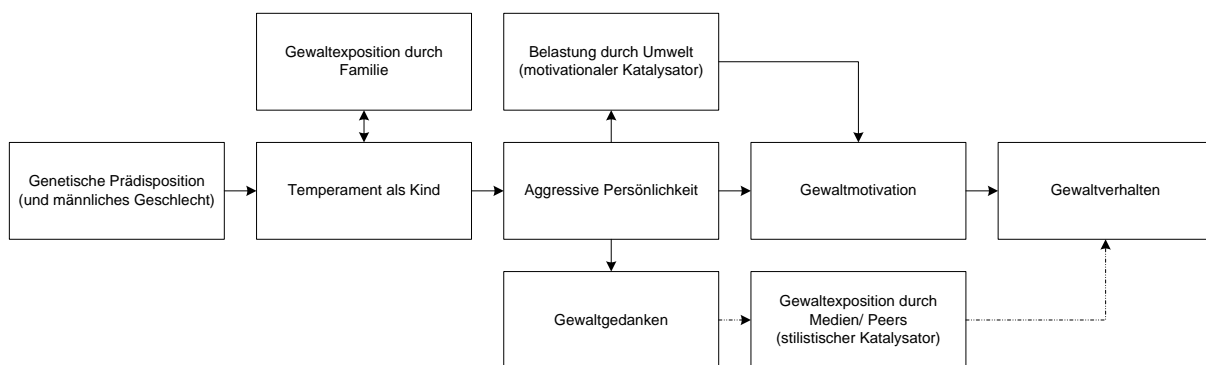 Gewaltexposition durch
Familie
Belastung durch Umwelt
(motivationaler Katalysator)
Genetische Prädisposition
(und männliches Geschlecht)
Temperament als Kind
Aggressive Persönlichkeit
Gewaltmotivation
Gewaltverhalten
Gewaltgedanken
Gewaltexposition durch
Medien/ Peers
(stilistischer Katalysator)